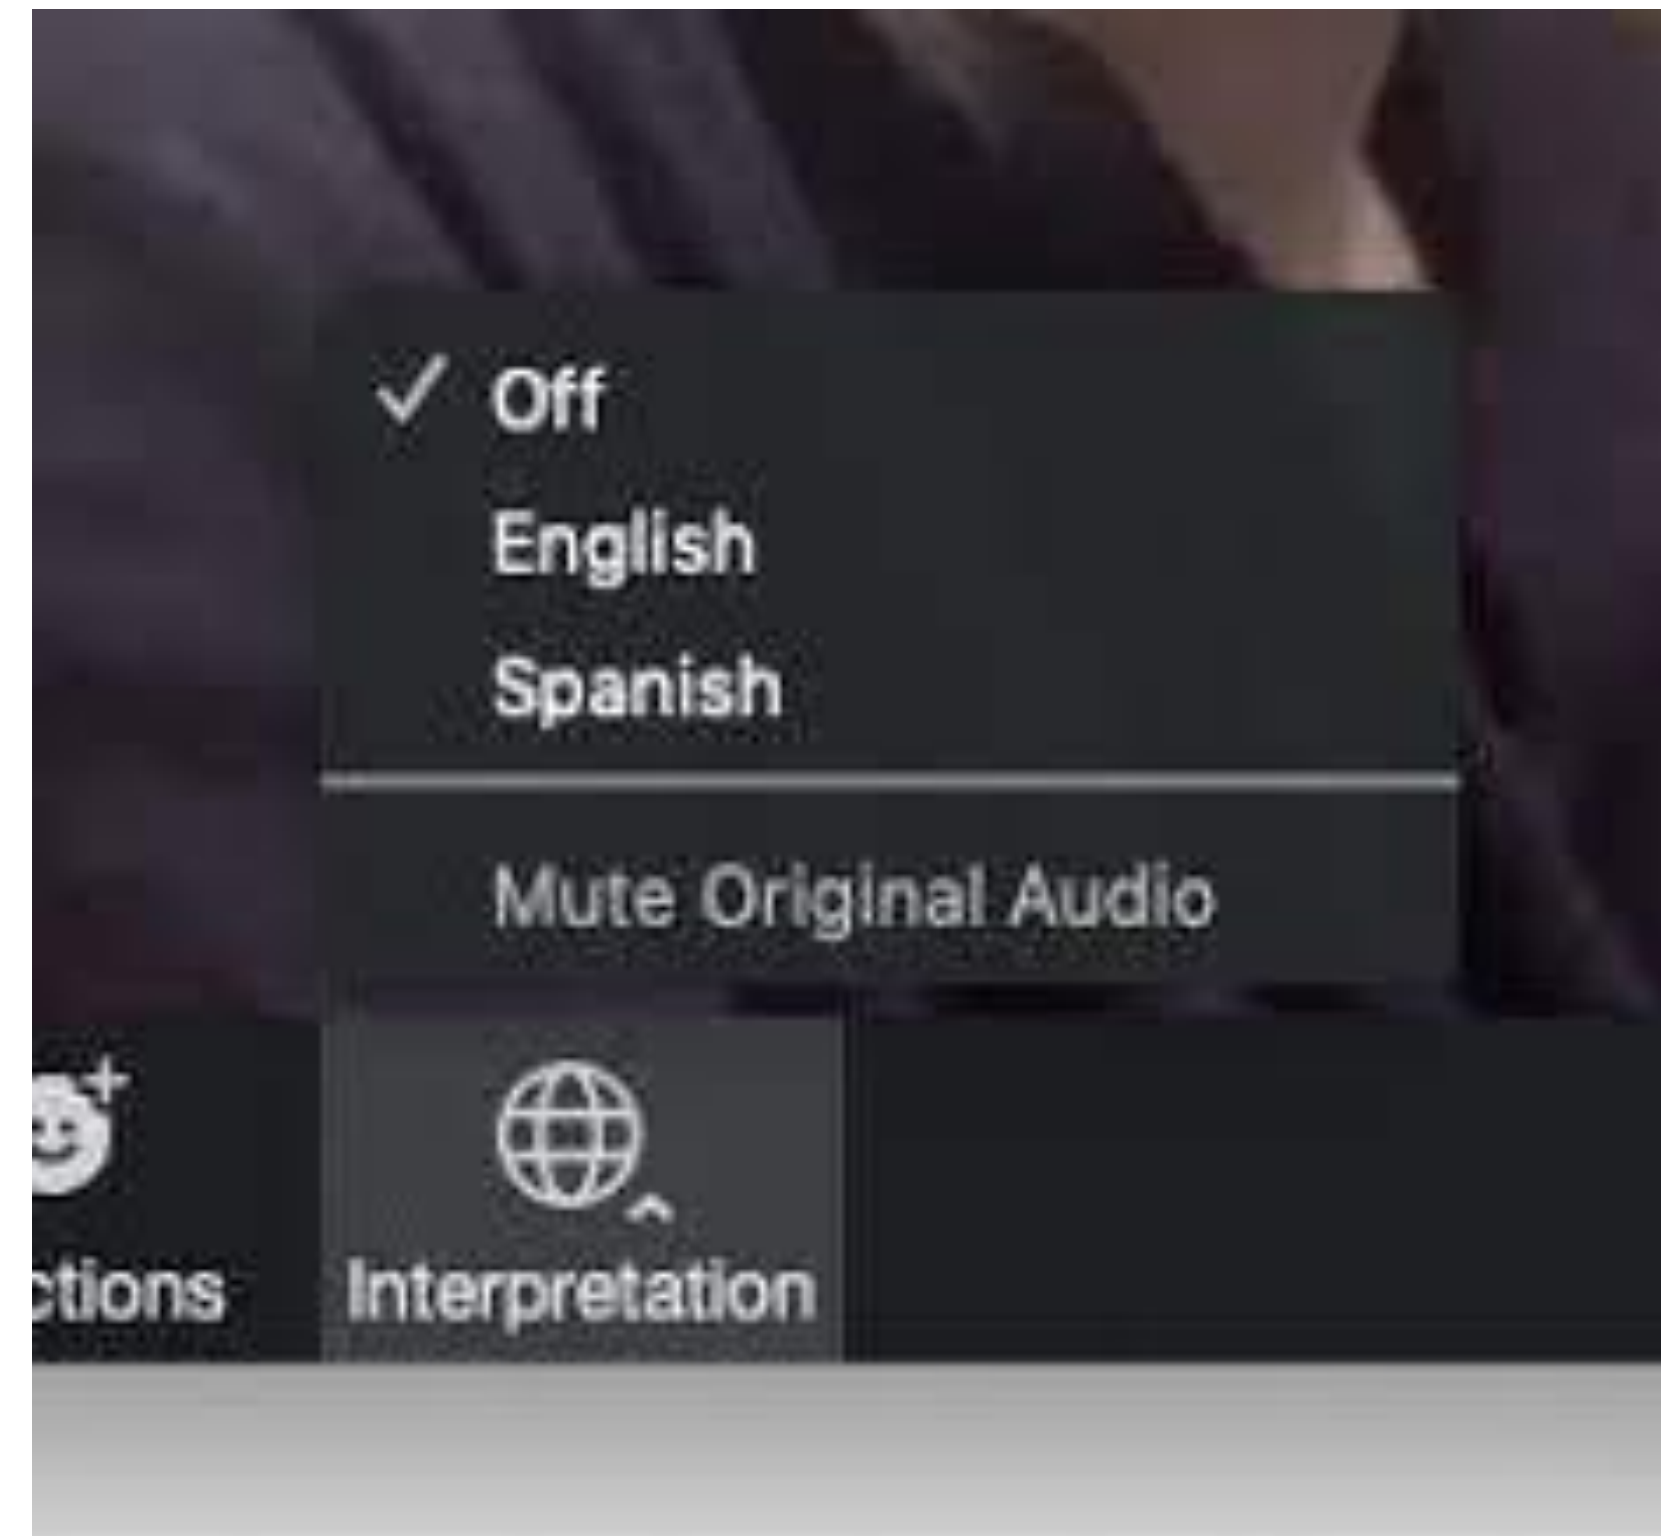 Off
English
Spanish
Mute Original Audio
ctions
Interpretation